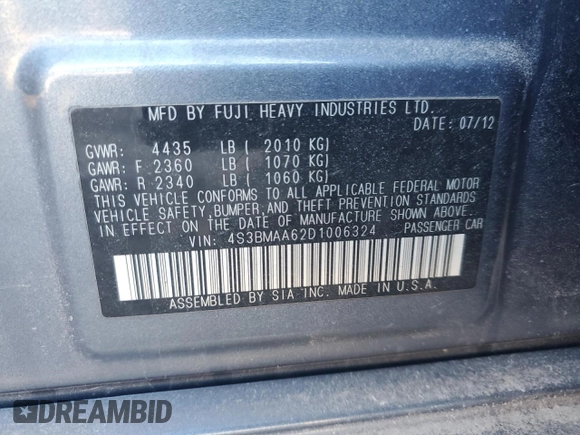 MFD BY FUJI HEAVY INDUSTRIES LTD.
DATE: 07/12
GVWR: 4435 LB ( 2010 KG)
GAWR: F 2360 LB ( 1070 KG)
GAWR: R 2340 LB ( 1060 KG)
THIS VEHICLE CONFORMS TO ALL APPLICABLE FEDERAL MOTOR
VEHICLE SAFETY,BUMPER,AND THEFT PREVENTION STANDARDS
IN EFFECT ON THE DATE OF MANUFACTURE SHOWN ABOVE.
VIN: 4S3BMAA62D1006324 PASSENGER CAR
ASSEMBLED BY SIA INC. MADE IN U.S.A.
DREAMBID